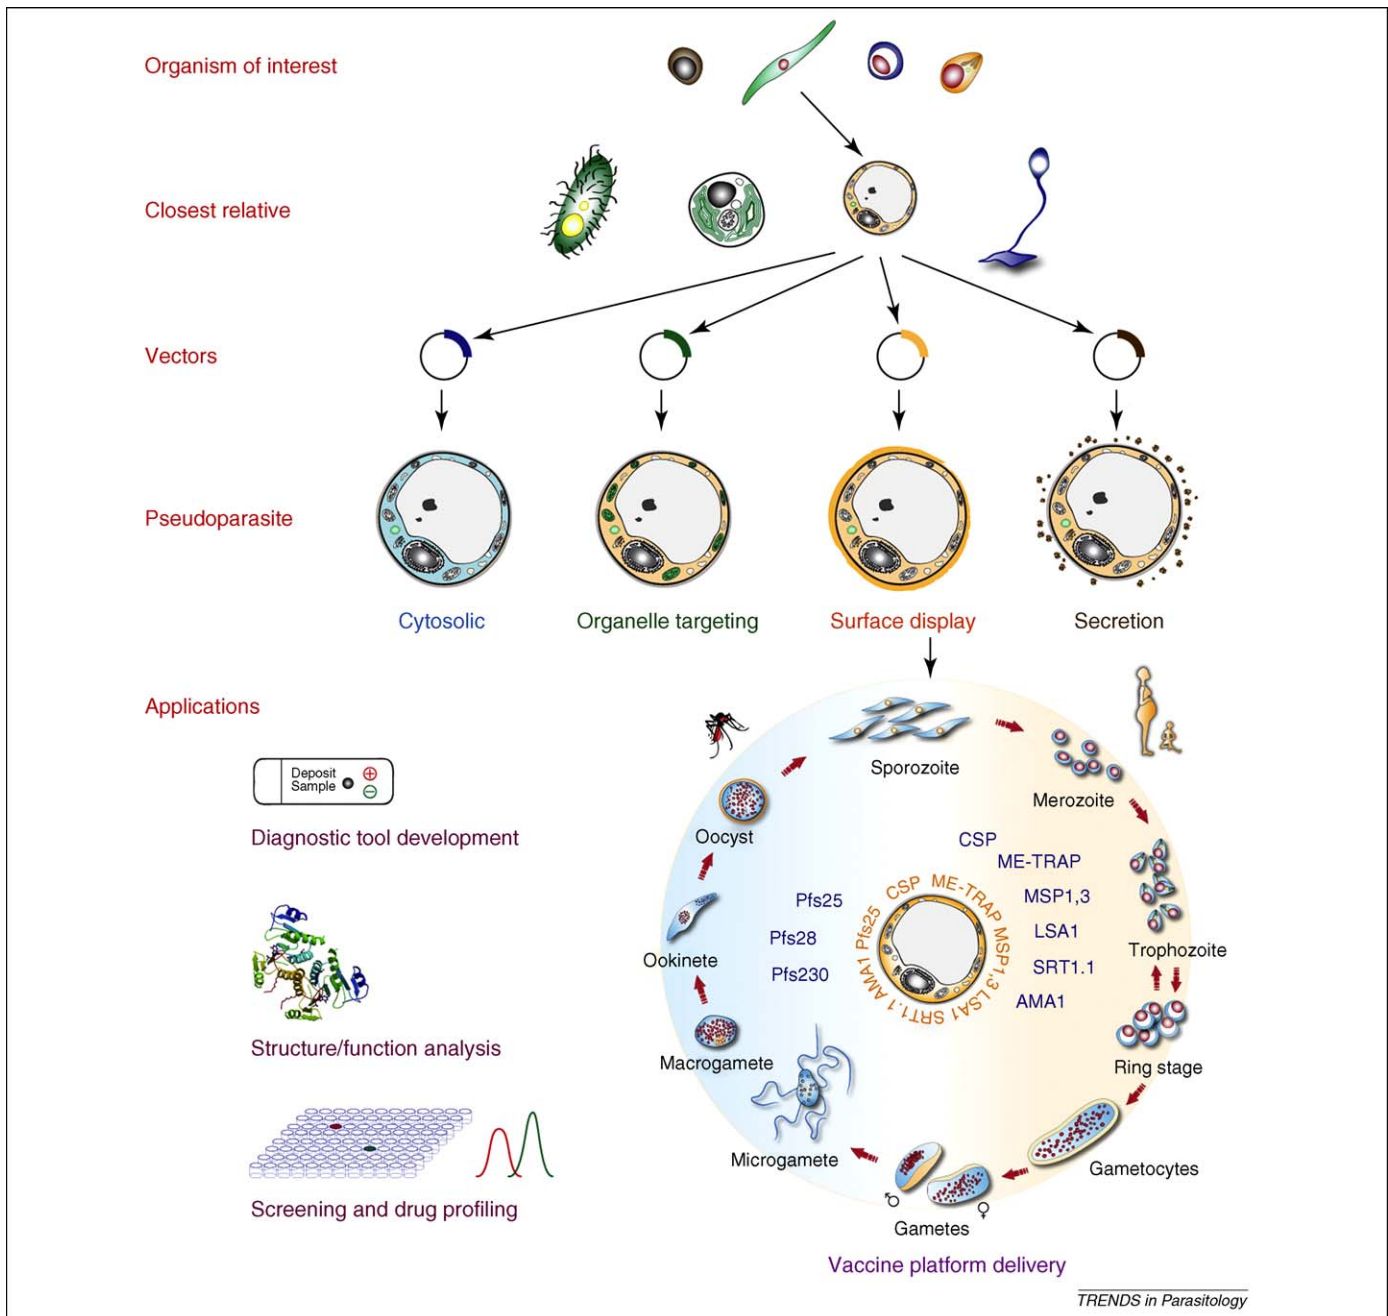 Organism of interest
Closest relative
Vectors
Pseudoparasite
Cytosolic
Organelle targeting
Surface display
Secretion
Applications
Deposit
Sample
Diagnostic tool development
Structure/function analysis
Screening and drug profiling
Sporozoite
Merozoite
Trophozoite
Ring stage
Gametocytes
♂
♀
Gametes
Microgamete
Macrogamete
Ookinete
Oocyst
Pfs25
Pfs28
Pfs230
CSP
ME-TRAP
MSP1,3
LSA1
SRT1.1
AMA1
Pfs25 CSP ME-TRAP MSP1,3 LSA1 SRT1.1 AMA1
Vaccine platform delivery
TRENDS in Parasitology